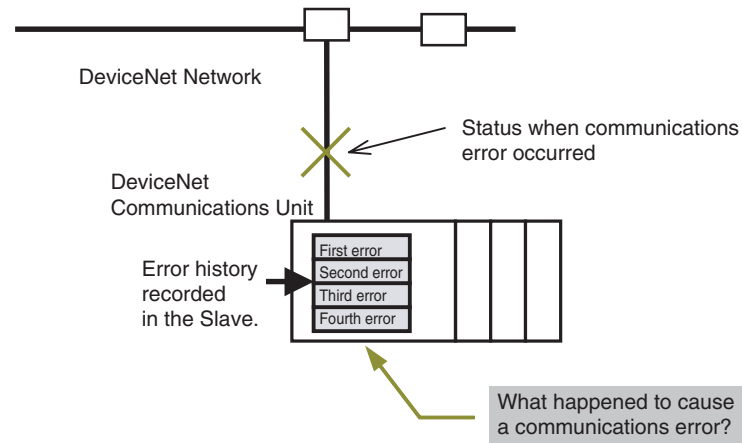 DeviceNet Network
Status when communications
error occurred
DeviceNet
Communications Unit
First error
Second error
Third error
Fourth error
Error history
recorded
in the Slave.
What happened to cause
a communications error?